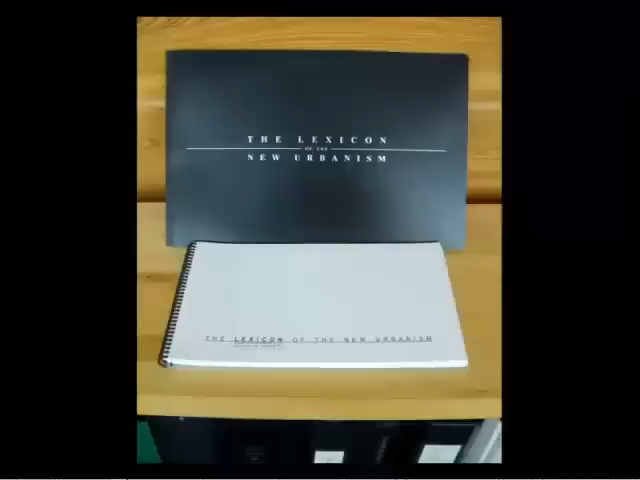 THE LEXICON
OF THE
NEW URBANISM
THE LEXICON OF THE NEW URBANISM